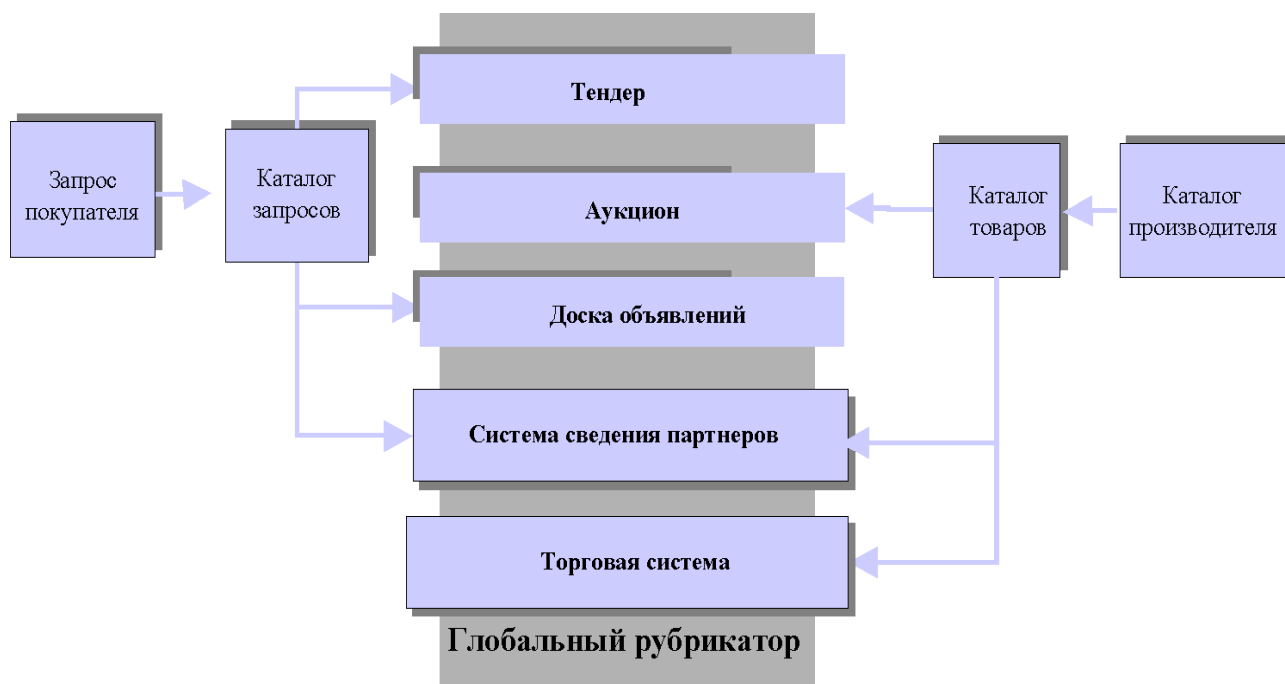 Тендер
Запрос
покупателя
Каталог
запросов
Аукцион
Каталог
товаров
Каталог
производителя
Доска объявлений
Система сведения партнеров
Торговая система
Глобальный рубрикатор